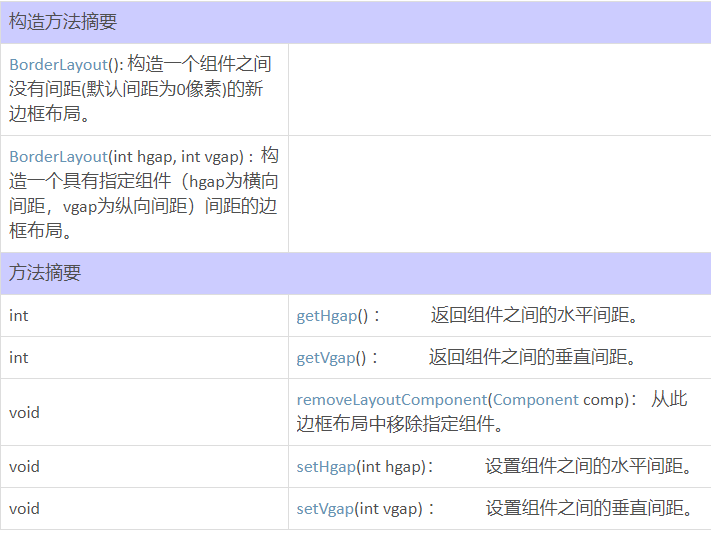 构造方法摘要
BorderLayout(): 构造一个组件之间
没有间距(默认间距为0像素)的新
边框布局。
BorderLayout(int hgap, int vgap)：构
造一个具有指定组件（hgap为横向
间距，vgap为纵向间距）间距的边
框布局。
方法摘要
int getHgap()： 返回组件之间的水平间距。
int getVgap()： 返回组件之间的垂直间距。
void removeLayoutComponent(Component comp)： 从此
边框布局中移除指定组件。
void setHgap(int hgap)： 设置组件之间的水平间距。
void setVgap(int vgap)： 设置组件之间的垂直间距。